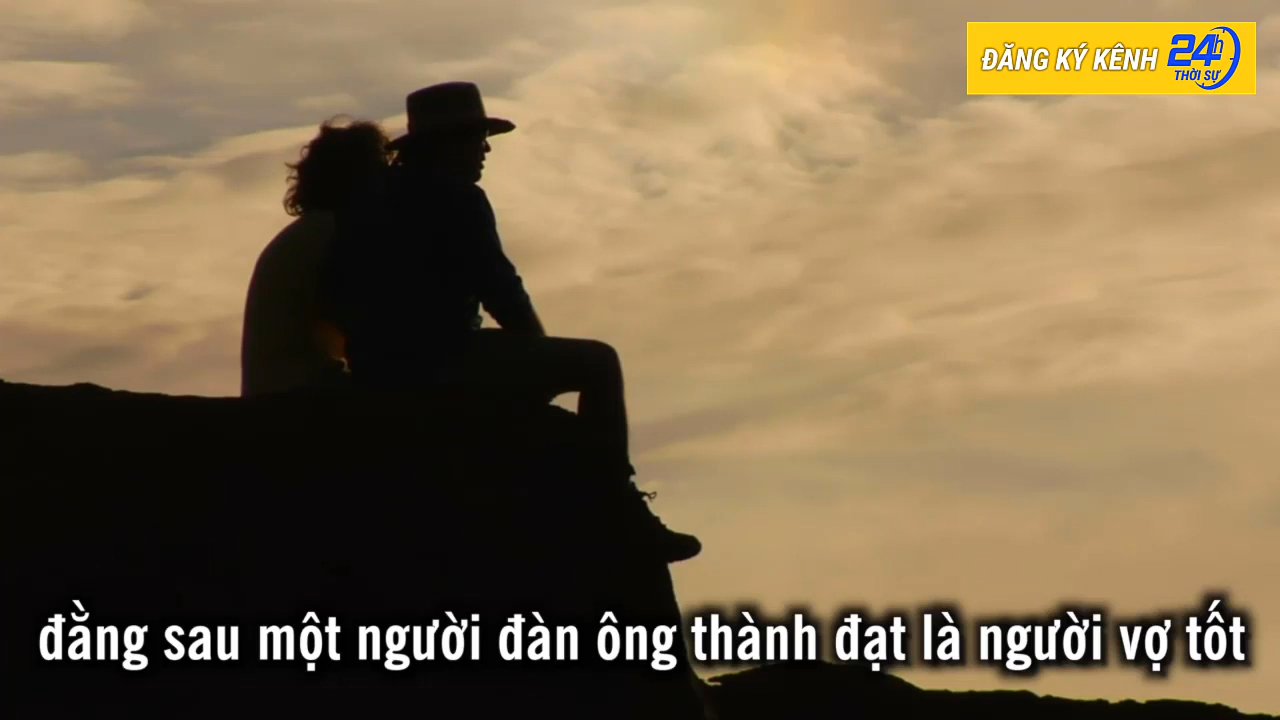 ĐĂNG KÝ KÊNH 24h
THỜI SỰ
đằng sau một người đàn ông thành đạt là người vợ tốt